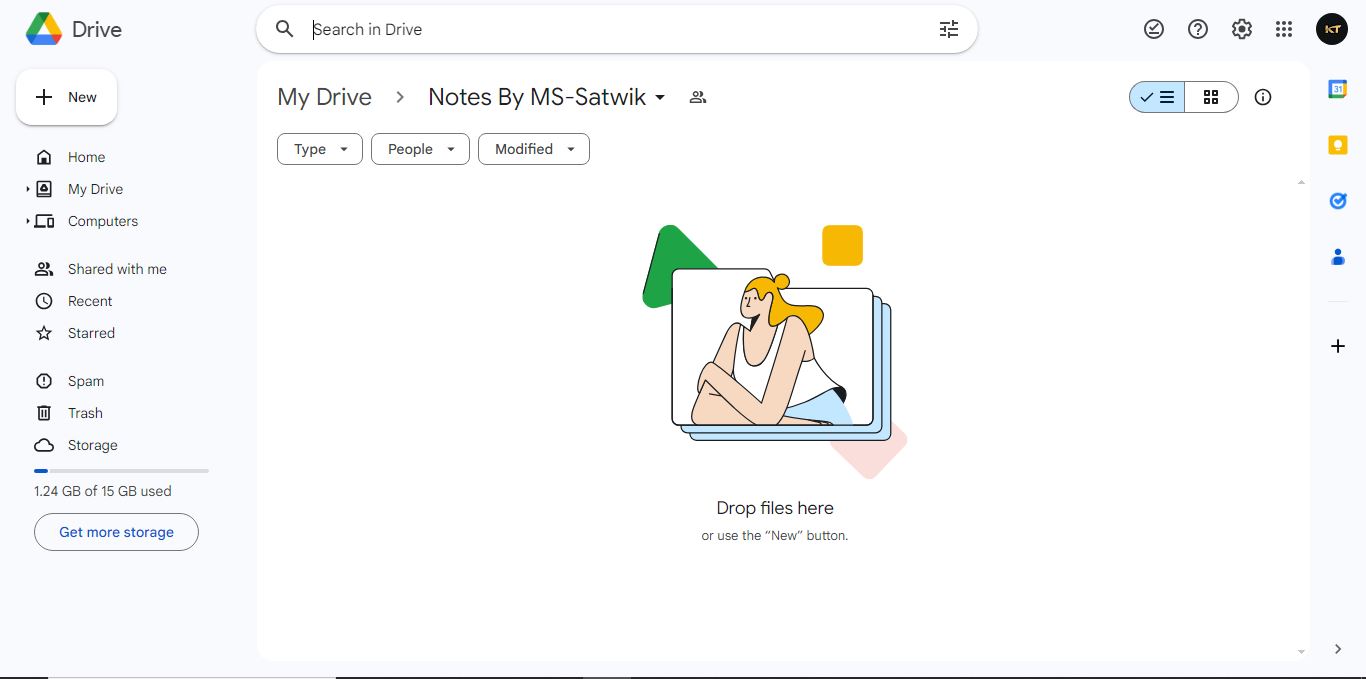 Drive
Search in Drive
KT
New
My Drive
Notes By MS-Satwik
Type
People
Modified
31
Home
My Drive
Computers
Shared with me
Recent
Starred
Spam
Trash
Storage
1.24 GB of 15 GB used
Get more storage
Drop files here
or use the “New” button.